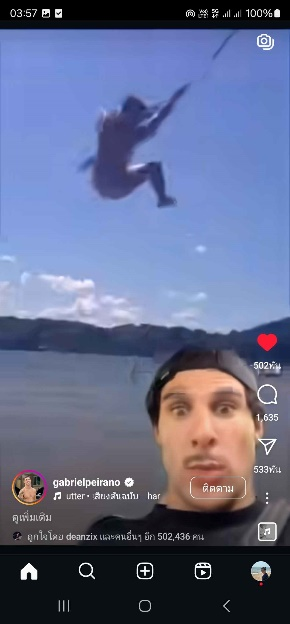 03:57
100%
502พัน
1,635
533พัน
gabrielpeirano
ติดตาม
utter • เสียงต้นฉบับ har
ดูเพิ่มเติม
ถูกใจโดย deanzix และคนอื่นๆ อีก 502,436 คน